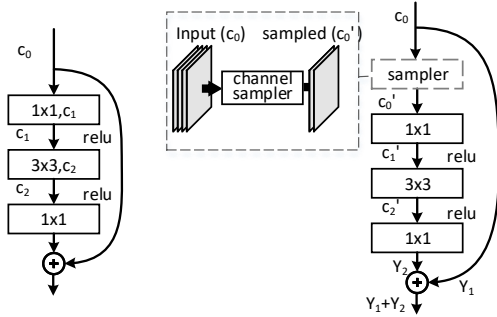 c₀
1x1,c₁
c₁
relu
3x3,c₂
c₂
relu
1x1
+
Input (c₀)
sampled (c₀')
channel
sampler
c₀
sampler
c₀'
1x1
c₁'
relu
3x3
c₂'
relu
1x1
Y₂
+
Y₁
Y₁+Y₂